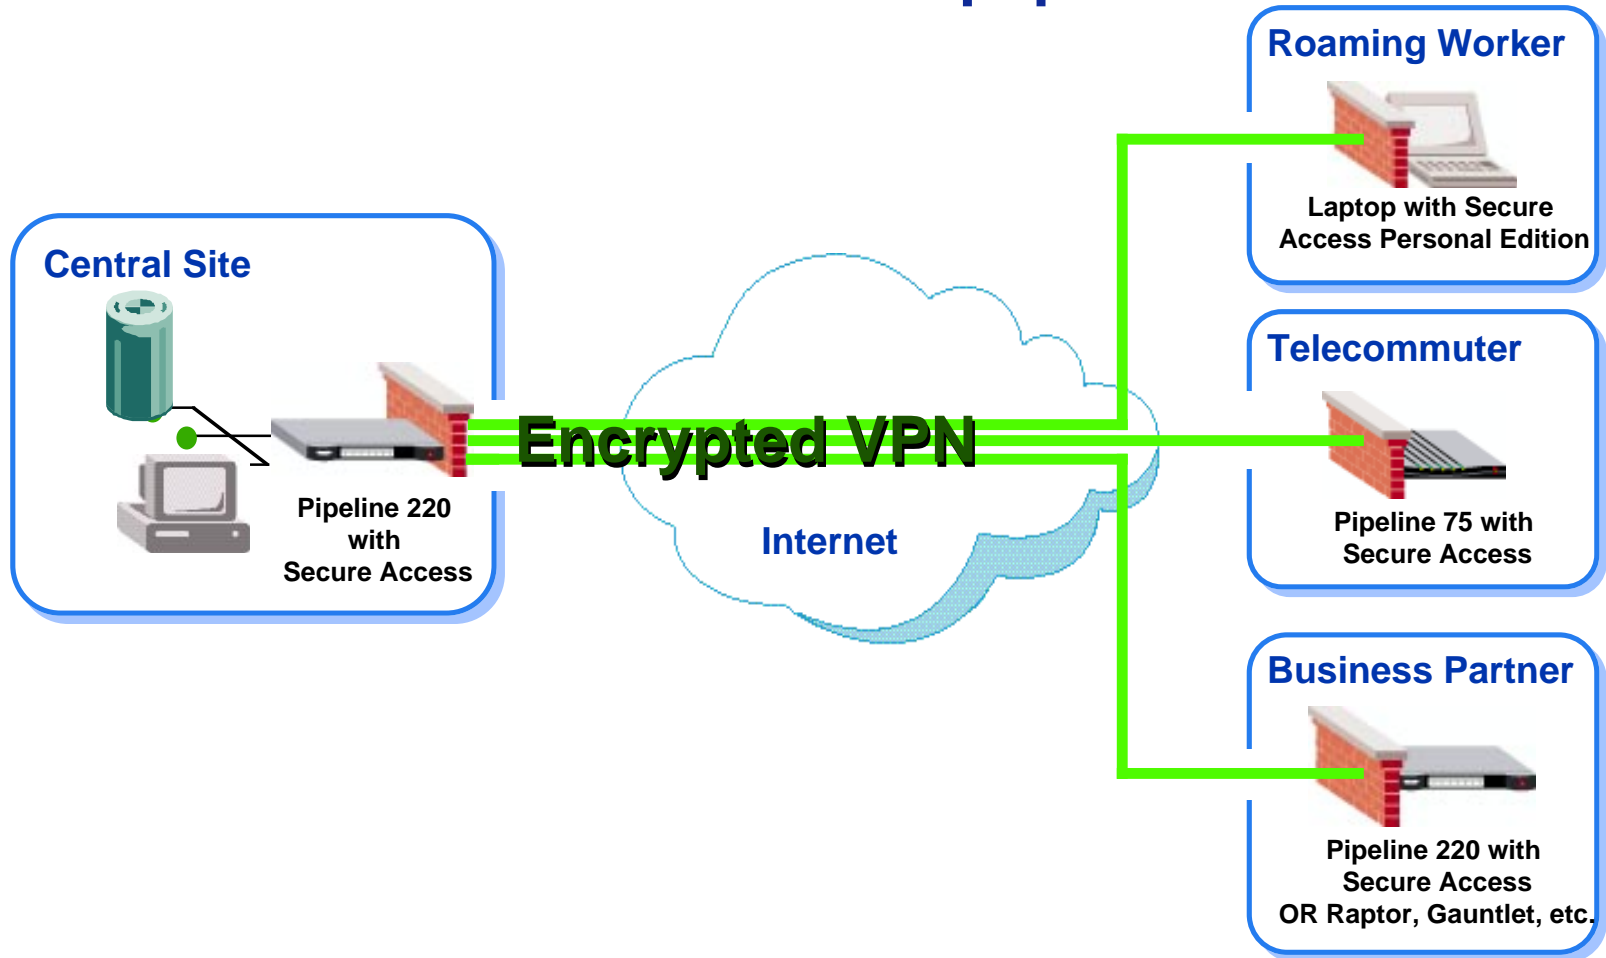 Roaming Worker
Laptop with Secure
Access Personal Edition
Central Site
Pipeline 220
with
Secure Access
Encrypted VPN
Internet
Telecommuter
Pipeline 75 with
Secure Access
Business Partner
Pipeline 220 with
Secure Access
OR Raptor, Gauntlet, etc.